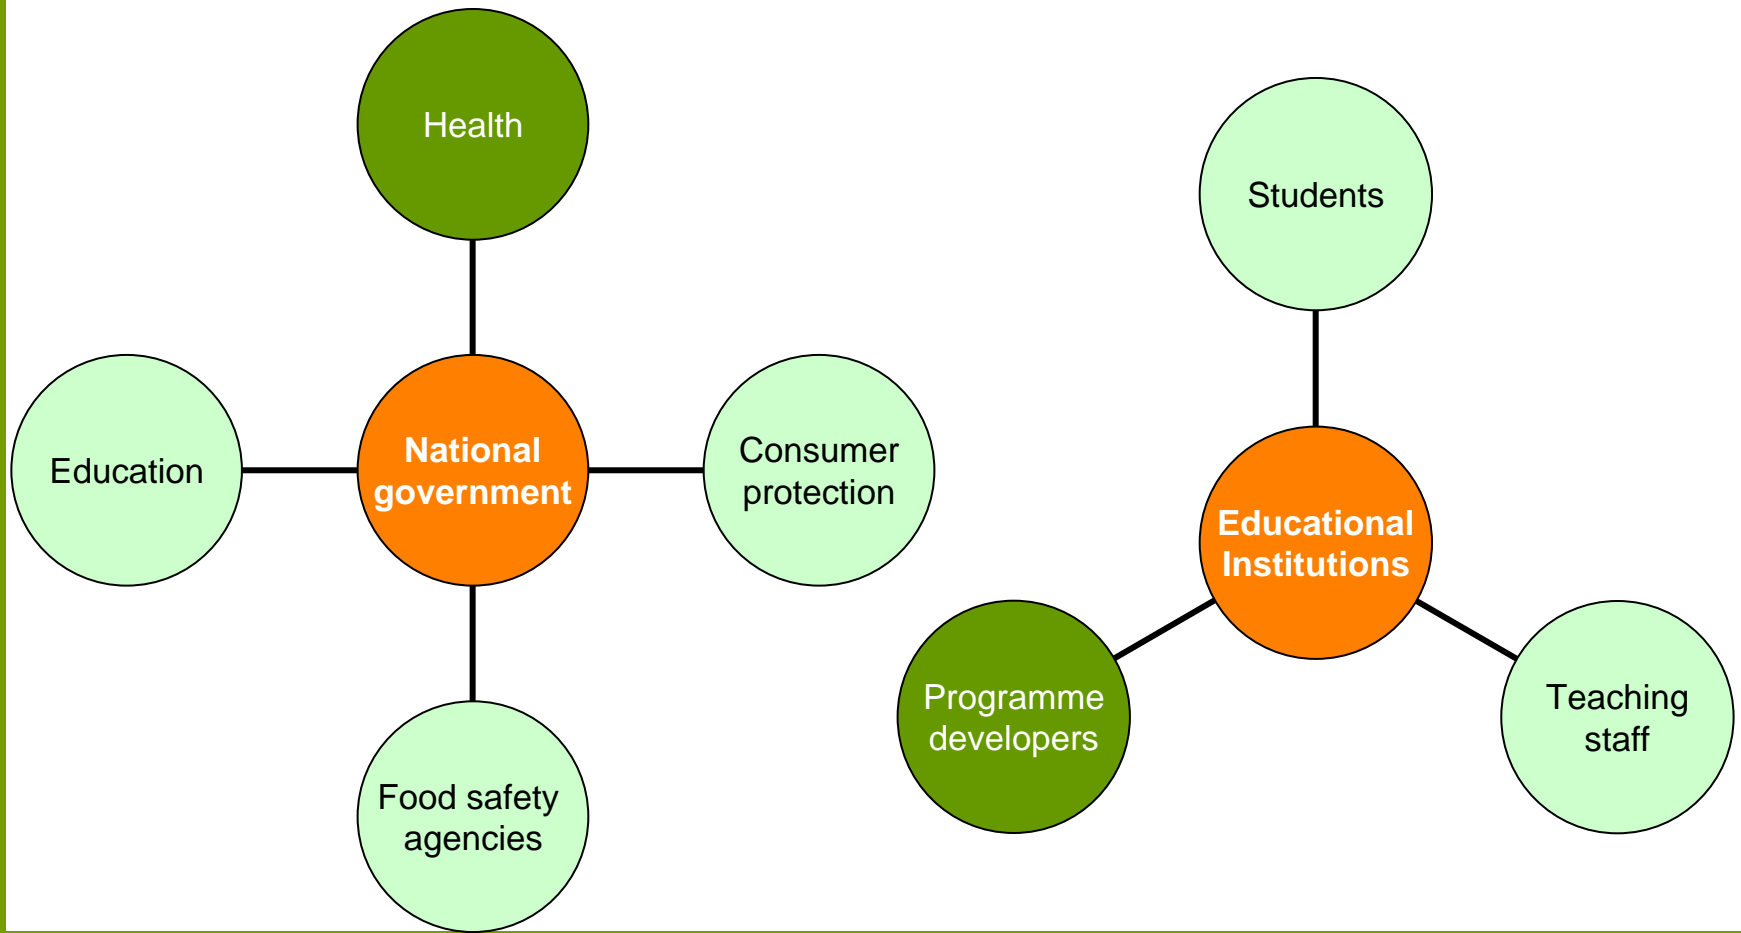 Health
Education
National
government
Consumer
protection
Food safety
agencies
Students
Educational
Institutions
Programme
developers
Teaching
staff